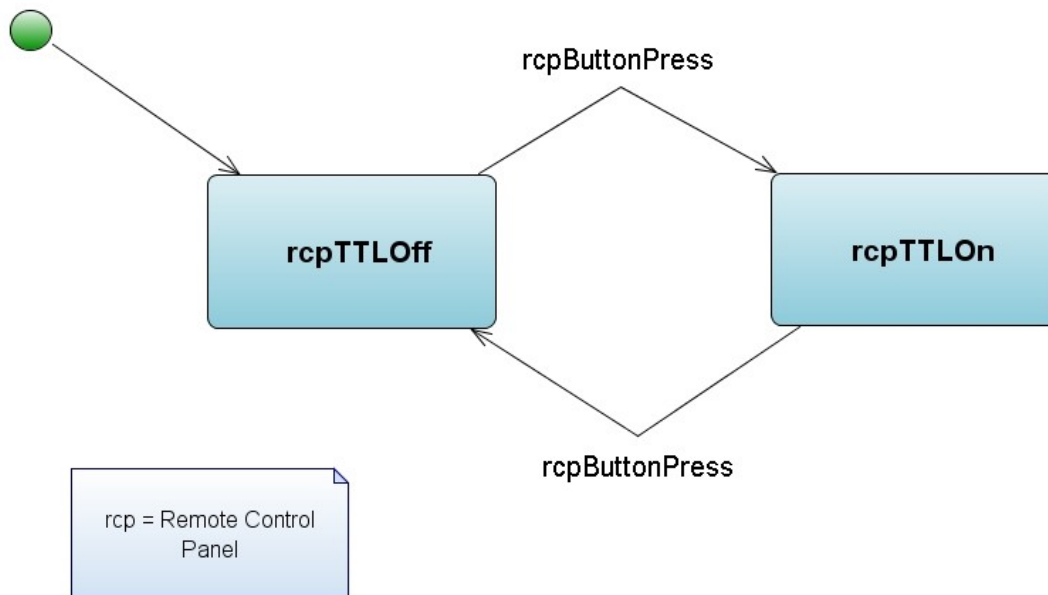 rcpButtonPress
rcpTTLOff
rcpTTLOn
rcpButtonPress
rcp = Remote Control
Panel